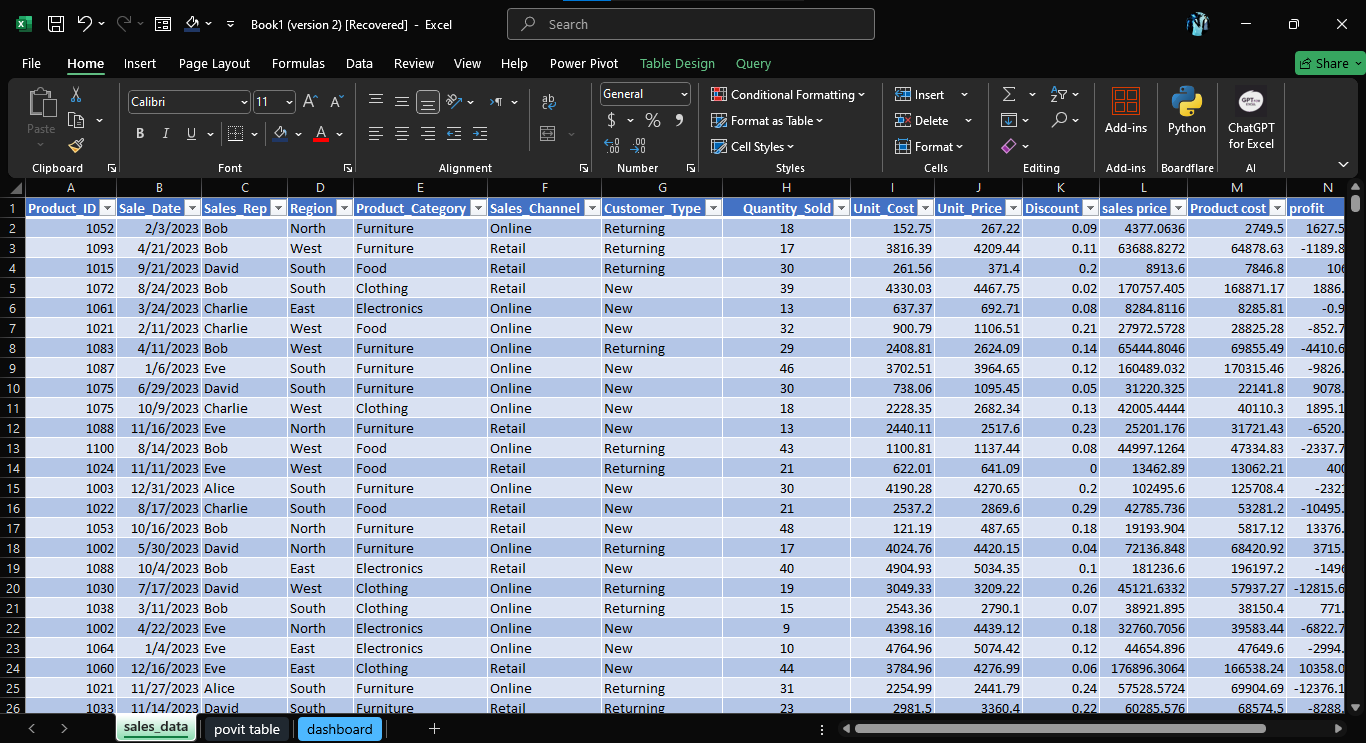 Book1 (version 2) [Recovered] - Excel
Search
File Home Insert Page Layout Formulas Data Review View Help Power Pivot Table Design Query Share
Paste
Calibri 11 General
B I U
ab
$ % 9
Conditional Formatting
Format as Table
Cell Styles
Insert
Delete
Format
Add-ins
Python
ChatGPT for Excel
Clipboard Font Alignment Number Styles Cells Editing Add-ins Boardflare AI
A B C D E F G H I J K L M N
1 Product_ID Sale_Date Sales_Rep Region Product_Category Sales_Channel Customer_Type Quantity_Sold Unit_Cost Unit_Price Discount sales price Product cost profit
2 1052 2/3/2023 Bob North Furniture Online Returning 18 152.75 267.22 0.09 4377.0636 2749.5 1627.5
3 1093 4/21/2023 Bob West Furniture Retail Returning 17 3816.39 4209.44 0.11 63688.8272 64878.63 -1189.8
4 1015 9/21/2023 David South Food Retail Returning 30 261.56 371.4 0.2 8913.6 7846.8 106
5 1072 8/24/2023 Bob South Clothing Retail New 39 4330.03 4467.75 0.02 170757.405 168871.17 1886.
6 1061 3/24/2023 Charlie East Electronics Online New 13 637.37 692.71 0.08 8284.8116 8285.81 -0.9
7 1021 2/11/2023 Charlie West Food Online New 32 900.79 1106.51 0.21 27972.5728 28825.28 -852.7
8 1083 4/11/2023 Bob West Furniture Online Returning 29 2408.81 2624.09 0.14 65444.8046 69855.49 -4410.6
9 1087 1/6/2023 Eve South Furniture Online New 46 3702.51 3964.65 0.12 160489.032 170315.46 -9826.
10 1075 6/29/2023 David South Furniture Online New 30 738.06 1095.45 0.05 31220.325 22141.8 9078.
11 1075 10/9/2023 Charlie West Clothing Online New 18 2228.35 2682.34 0.13 42005.4444 40110.3 1895.1
12 1088 11/16/2023 Eve North Furniture Retail New 13 2440.11 2517.6 0.23 25201.176 31721.43 -6520.
13 1100 8/14/2023 Bob West Food Online Returning 43 1100.81 1137.44 0.08 44997.1264 47334.83 -2337.7
14 1024 11/11/2023 Eve West Food Retail Returning 21 622.01 641.09 0 13462.89 13062.21 400
15 1003 12/31/2023 Alice South Furniture Online New 30 4190.28 4270.65 0.2 102495.6 125708.4 -2321
16 1022 8/17/2023 Charlie South Food Retail New 21 2537.2 2869.6 0.29 42785.736 53281.2 -10495.
17 1053 10/16/2023 Bob North Furniture Retail New 48 121.19 487.65 0.18 19193.904 5817.12 13376.
18 1002 5/30/2023 David North Furniture Online Returning 17 4024.76 4420.15 0.04 72136.848 68420.92 3715.
19 1088 10/4/2023 Bob East Electronics Retail New 40 4904.93 5034.35 0.1 181236.6 196197.2 -1496
20 1030 7/17/2023 David West Clothing Online Returning 19 3049.33 3209.22 0.26 45121.6332 57937.27 -12815.6
21 1038 3/11/2023 Bob South Clothing Online Returning 15 2543.36 2790.1 0.07 38921.895 38150.4 771.
22 1002 4/22/2023 Eve North Electronics Online New 9 4398.16 4439.12 0.18 32760.7056 39583.44 -6822.7
23 1064 1/4/2023 Eve East Electronics Online New 10 4764.96 5074.42 0.12 44654.896 47649.6 -2994.
24 1060 12/16/2023 Eve East Clothing Retail New 44 3784.96 4276.99 0.06 176896.3064 166538.24 10358.0
25 1021 11/27/2023 Alice South Furniture Online Returning 31 2254.99 2441.79 0.24 57528.5724 69904.69 -12376.1
26 1033 11/14/2023 David South Furniture Retail Returning 23 2981.5 3360.4 0.22 60285.576 68574.5 -8288.
sales_data povit table dashboard